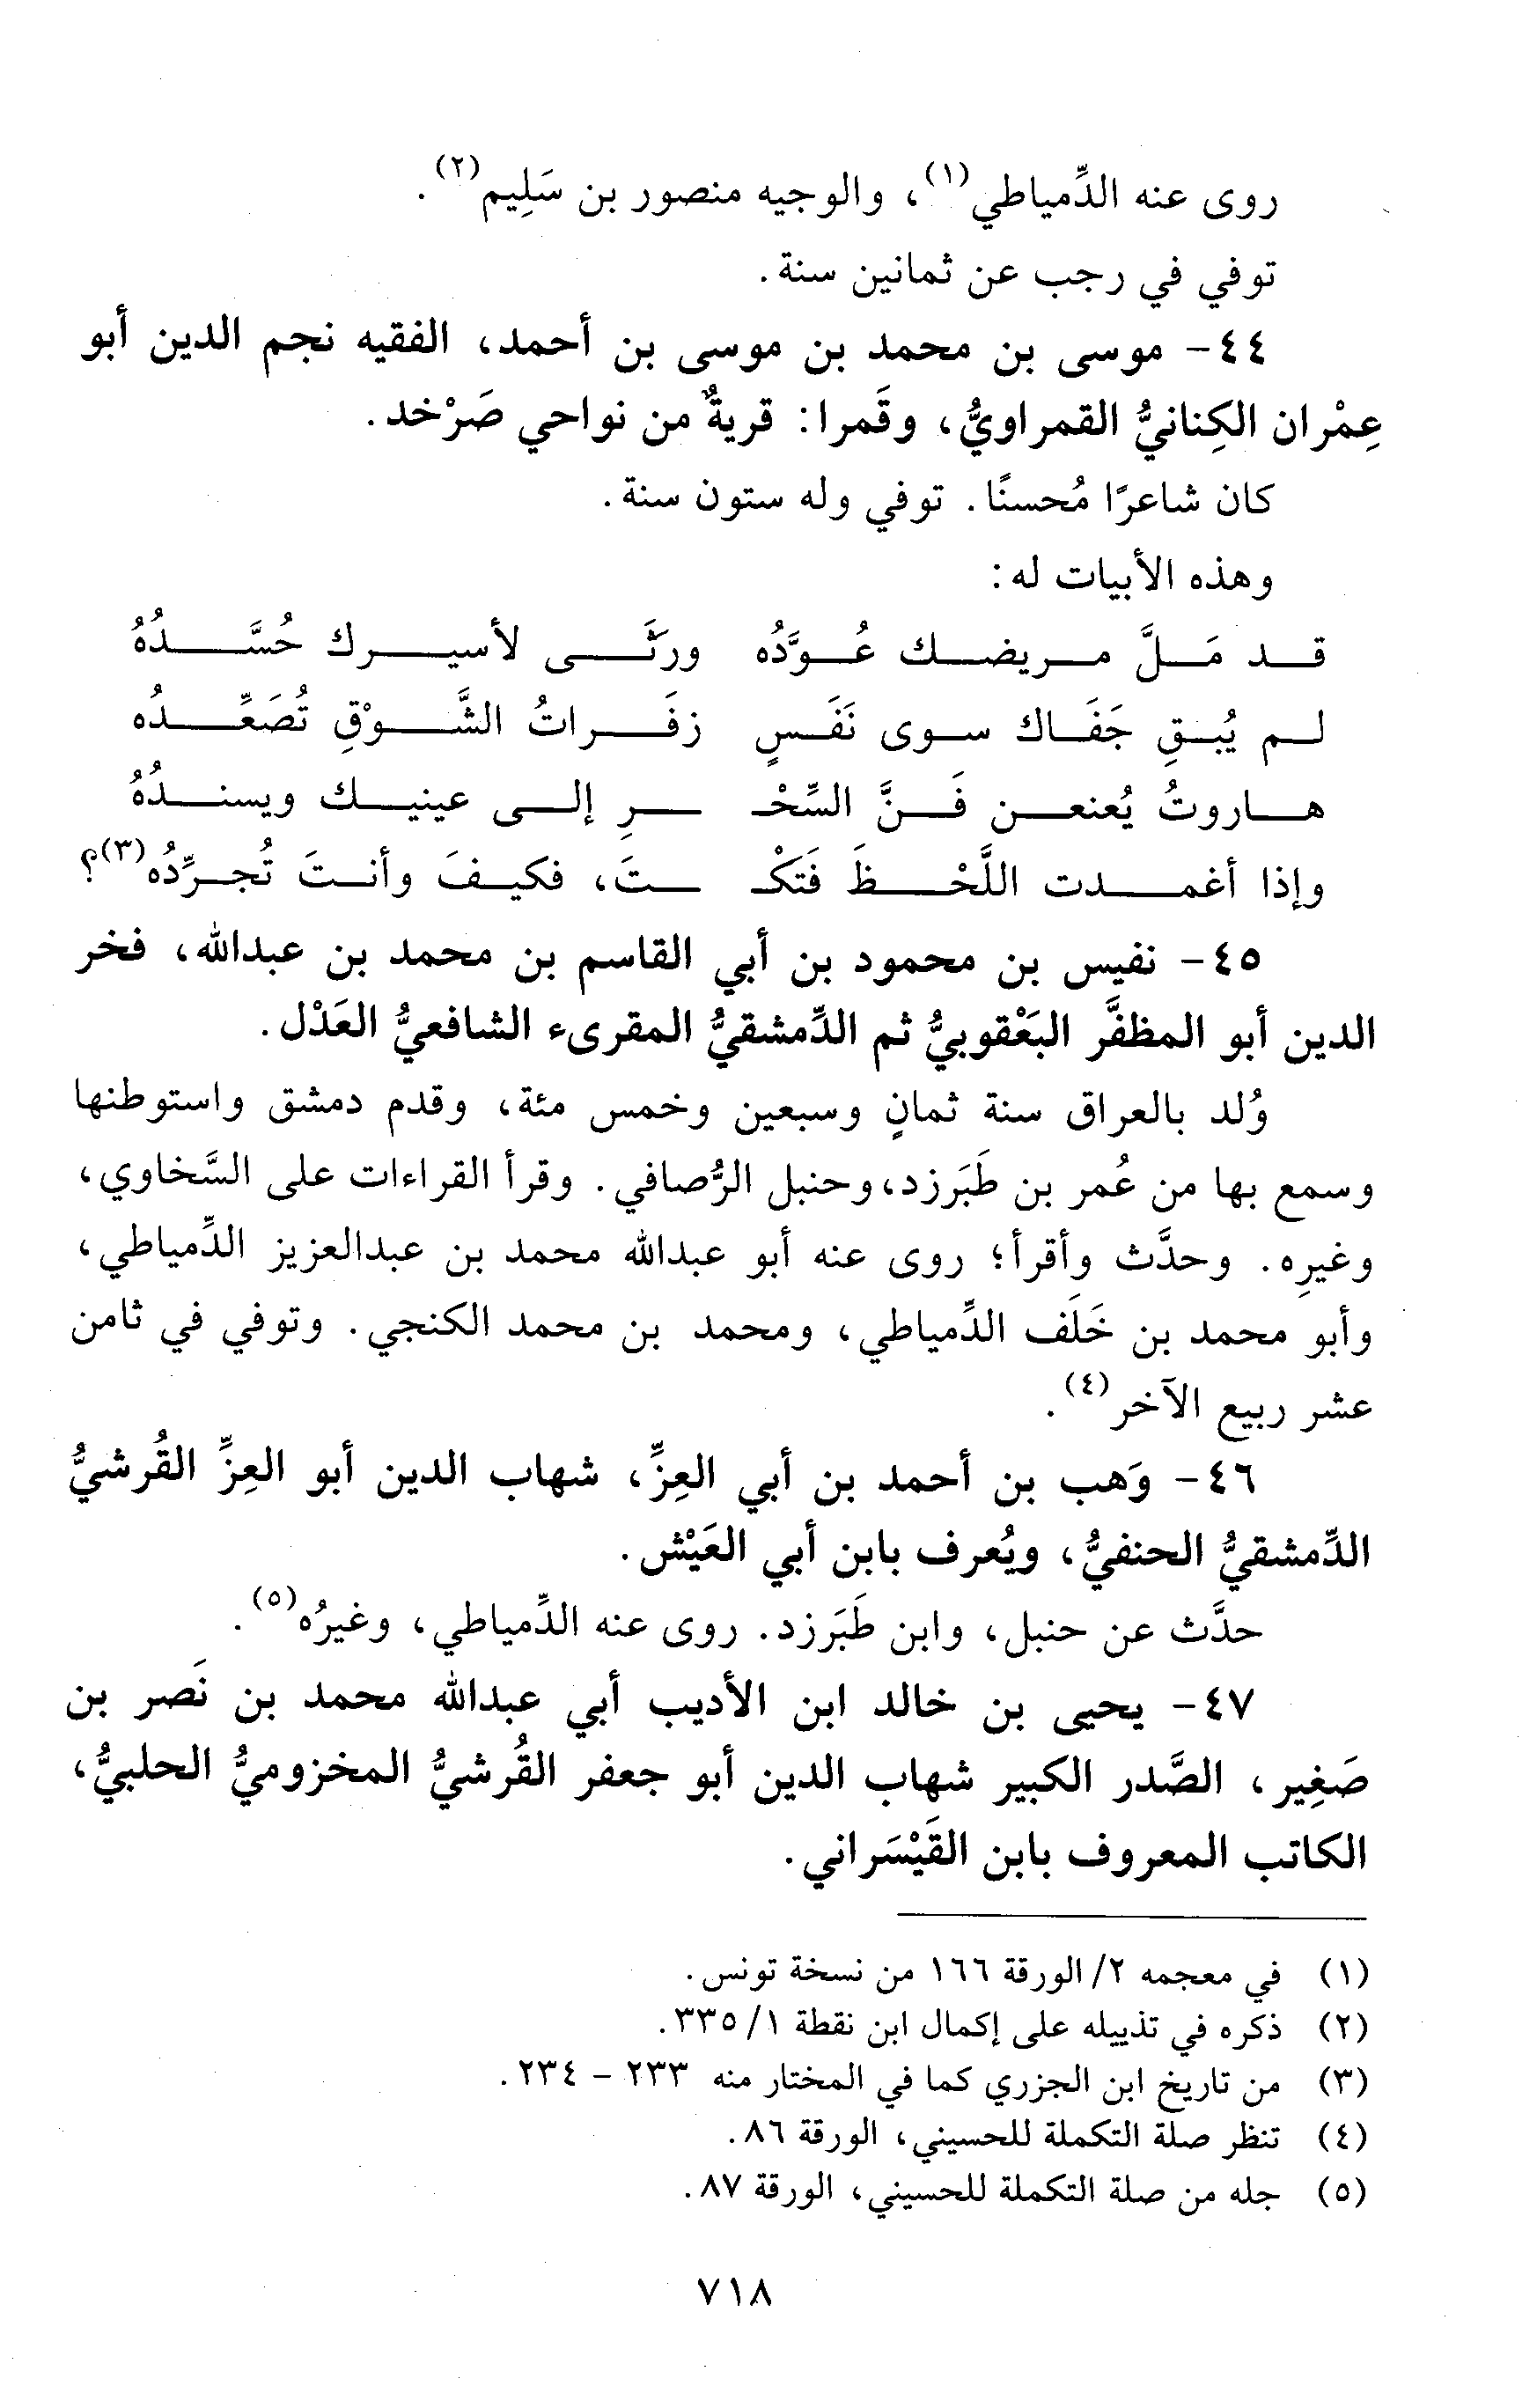 روى عنه الدِّمياطي(١)، والوجيه منصور بن سَلِيم(٢).
توفي في رجب عن ثمانين سنة.
٤٤- موسى بن محمد بن موسى بن أحمد، الفقيه نجم الدين أبو
عِمْران الكِنانيُّ القمراويُّ، وقَمرا: قريةٌ من نواحي صَرْخد.
كان شاعرًا مُحسنًا. توفي وله ستون سنة.
وهذه الأبيات له:
قد مَلَّ مريضك عُوَّدُه ورَثَى لأسيرك حُسَّدُهُ
لم يُبقِ جَفَاك سوى نَفَسٍ زفَراتُ الشَّوْقِ تُصَعِّدُه
هاروتُ يُعنعن فَنَّ السِّحْـ ـرِ إلى عينيك ويسندُهُ
وإذا أغمدت اللَّحْظَ فَتَكْـ ـتَ، فكيفَ وأنتَ تُجرِّدُه(٣)؟
٤٥- نفيس بن محمود بن أبي القاسم بن محمد بن عبدالله، فخر
الدين أبو المظفَّر البَعْقوبيُّ ثم الدِّمشقيُّ المقرىء الشافعيُّ العَدْل.
وُلد بالعراق سنة ثمانٍ وسبعين وخمس مئة، وقدم دمشق واستوطنها
وسمع بها من عُمر بن طَبَرزد، وحنبل الرُّصافي. وقرأ القراءات على السَّخاوي،
وغيرِه. وحدَّث وأقرأ؛ روى عنه أبو عبدالله محمد بن عبدالعزيز الدِّمياطي،
وأبو محمد بن خَلَف الدِّمياطي، ومحمد بن محمد الكنجي. وتوفي في ثامن
عشر ربيع الآخر(٤).
٤٦- وَهب بن أحمد بن أبي العِزِّ، شهاب الدين أبو العِزِّ القُرشيُّ
الدِّمشقيُّ الحنفيُّ، ويُعرف بابن أبي العَيْش.
حدَّث عن حنبل، وابن طَبَرزد. روى عنه الدِّمياطي، وغيرُه(٥).
٤٧- يحيى بن خالد ابن الأديب أبي عبدالله محمد بن نَصر بن
صَغِير، الصَّدر الكبير شهاب الدين أبو جعفر القُرشيُّ المخزوميُّ الحلبيُّ،
الكاتب المعروف بابن القَيْسَراني.
(١) في معجمه ٢/ الورقة ١٦٦ من نسخة تونس.
(٢) ذكره في تذييله على إكمال ابن نقطة ١/ ٣٣٥.
(٣) من تاريخ ابن الجزري كما في المختار منه ٢٣٣ - ٢٣٤.
(٤) تنظر صلة التكملة للحسيني، الورقة ٨٦.
(٥) جله من صلة التكملة للحسيني، الورقة ٨٧.
٧١٨